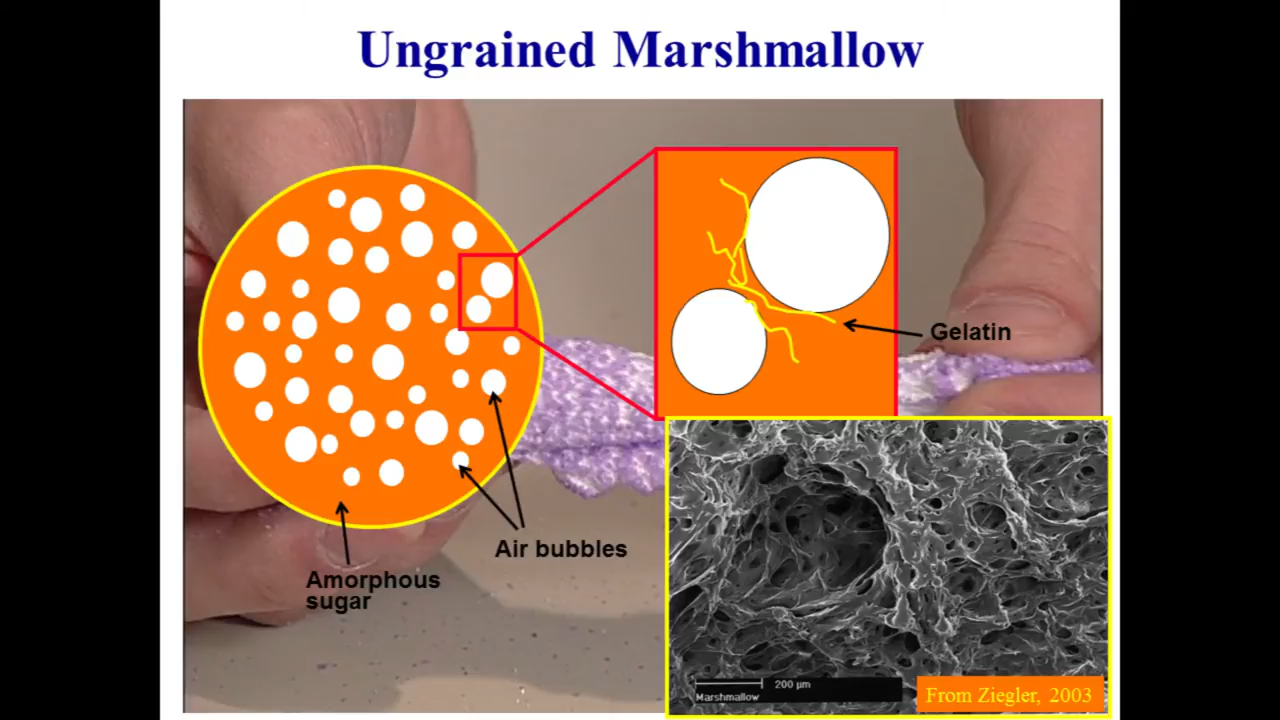 Ungrained Marshmallow
Gelatin
Air bubbles
Amorphous
sugar
200 µm
Marshmallow
From Ziegler, 2003